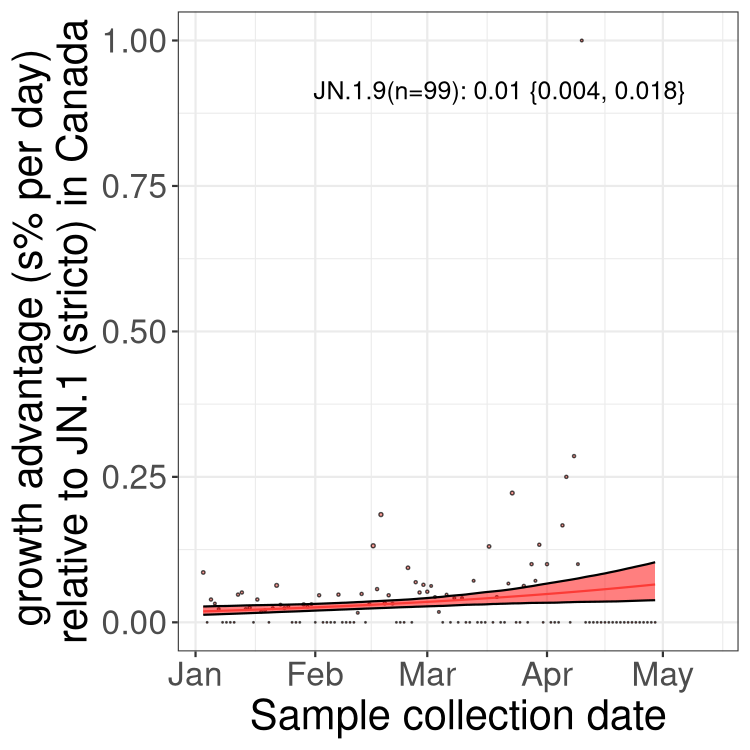 growth advantage (s% per day)
relative to JN.1 (stricto) in Canada
1.00
0.75
0.50
0.25
0.00
JN.1.9(n=99): 0.01 {0.004, 0.018}
Jan Feb Mar Apr May
Sample collection date